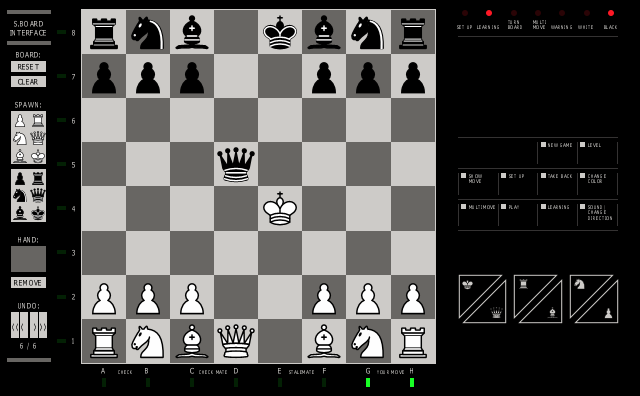 S.BOARD
INTERFACE
BOARD:
RESET
CLEAR
SPAWN:
HAND:
REMOVE
UNDO:
6 / 6
8
7
6
5
4
3
2
1
A CHECK B C CHECK MATE D E STALEMATE F G YOUR MOVE H
SET UP LEARNING TURN BOARD MULTI MOVE WARNING WHITE BLACK
NEW GAME LEVEL
SHOW MOVE SET UP TAKE BACK CHANGE COLOR
MULTIMOVE PLAY LEARNING SOUND/ CHANGE DIRECTION